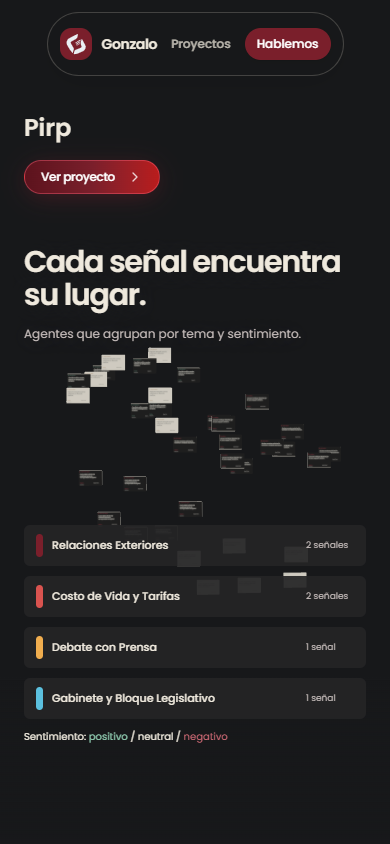 Gonzalo Proyectos Hablemos
Pirp
Ver proyecto
Cada señal encuentra
su lugar.
Agentes que agrupan por tema y sentimiento.
Relaciones Exteriores 2 señales
Costo de Vida y Tarifas 2 señales
Debate con Prensa 1 señal
Gabinete y Bloque Legislativo 1 señal
Sentimiento: positivo / neutral / negativo